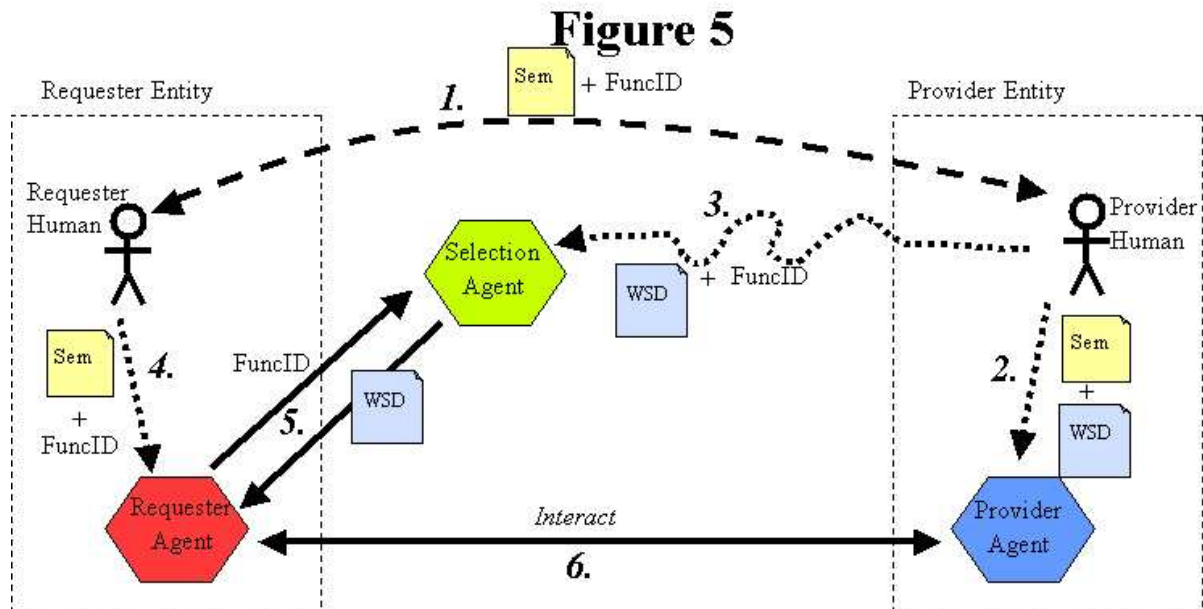 Figure 5
Requester Entity
Provider Entity
Sem
+ FuncID
1.
Requester
Human
Provider
Human
3.
Selection
Agent
+ FuncID
WSD
Sem
+
FuncID
4.
FuncID
5.
WSD
2.
Sem
+
WSD
Requester
Agent
Interact
6.
Provider
Agent